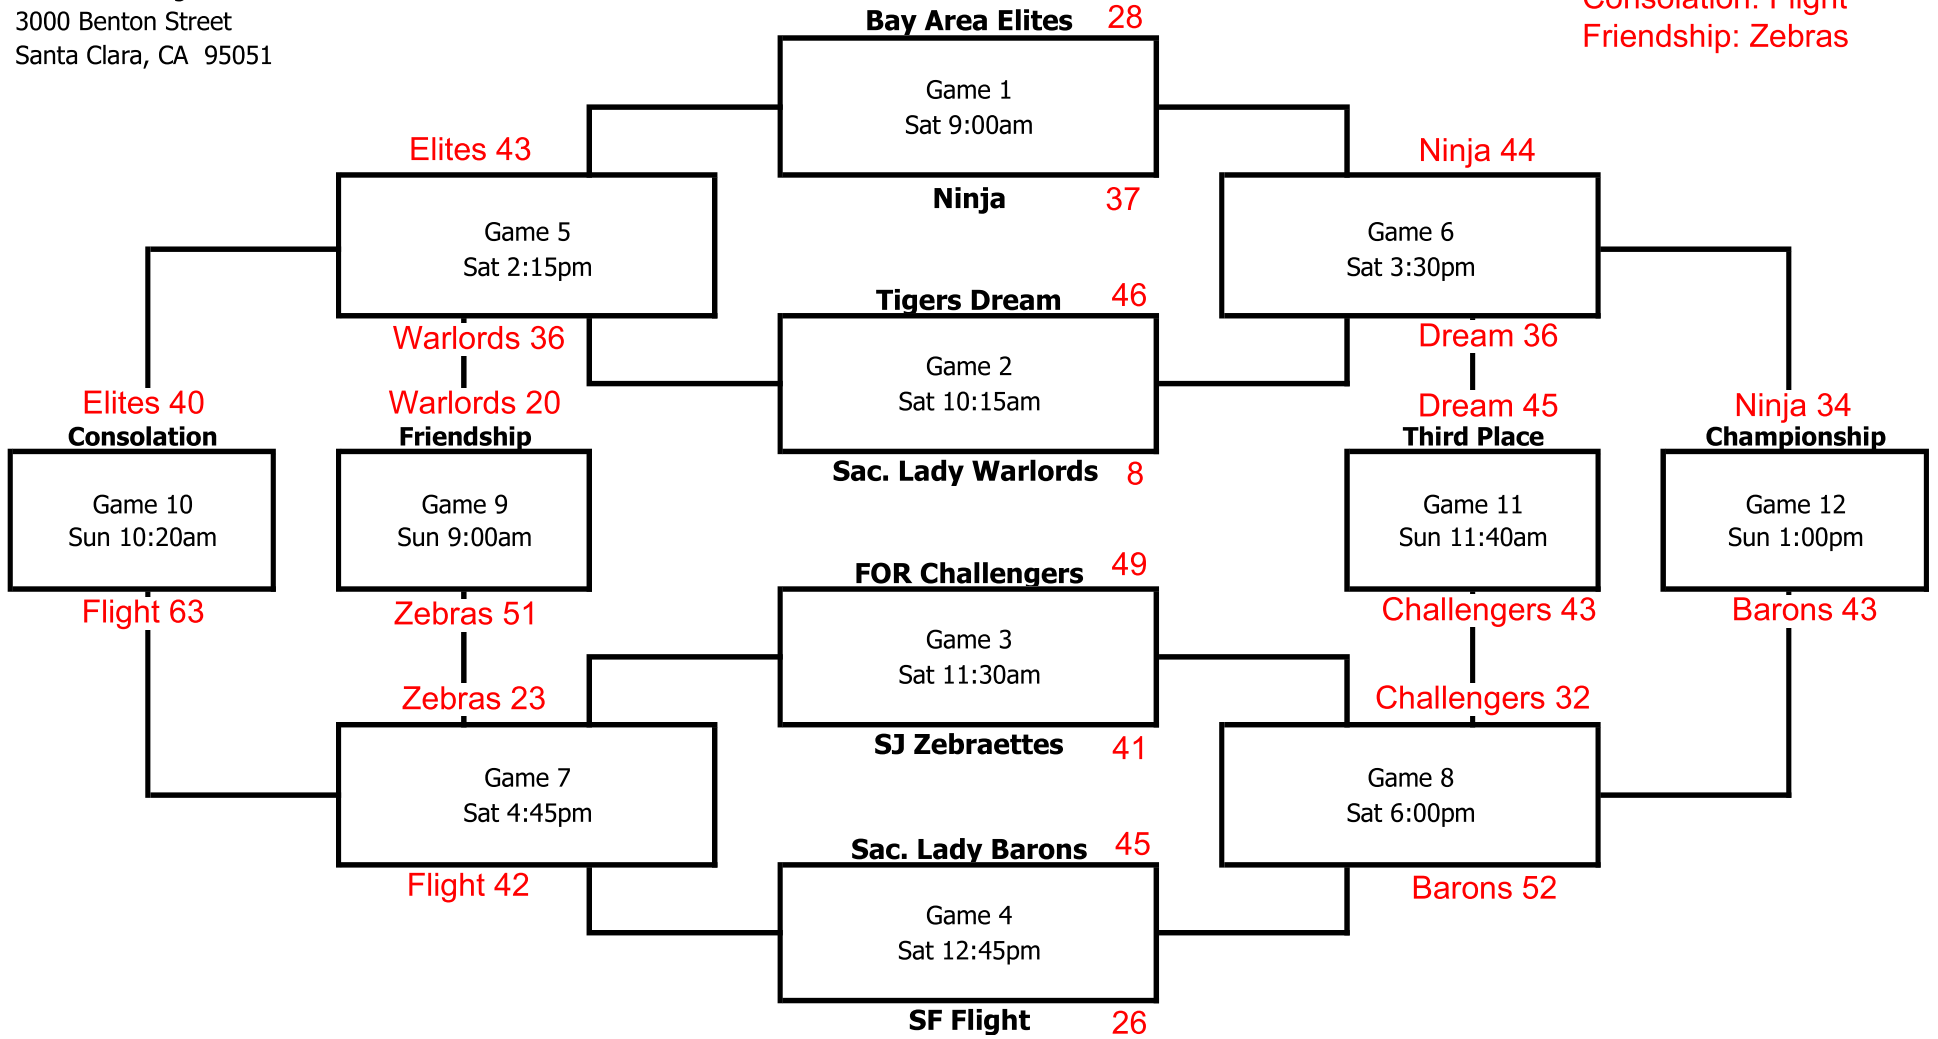 3000 Benton Street
Santa Clara, CA 95051
Consolation: Flight
Friendship: Zebras
Bay Area Elites 28
Game 1
Sat 9:00am
Ninja 37
Elites 43
Game 5
Sat 2:15pm
Warlords 36
Ninja 44
Game 6
Sat 3:30pm
Dream 36
Tigers Dream 46
Game 2
Sat 10:15am
Sac. Lady Warlords 8
Elites 40
Consolation
Game 10
Sun 10:20am
Flight 63
Warlords 20
Friendship
Game 9
Sun 9:00am
Zebras 51
Dream 45
Third Place
Game 11
Sun 11:40am
Challengers 43
Ninja 34
Championship
Game 12
Sun 1:00pm
Barons 43
FOR Challengers 49
Game 3
Sat 11:30am
SJ Zebraettes 41
Zebras 23
Game 7
Sat 4:45pm
Flight 42
Challengers 32
Game 8
Sat 6:00pm
Barons 52
Sac. Lady Barons 45
Game 4
Sat 12:45pm
SF Flight 26